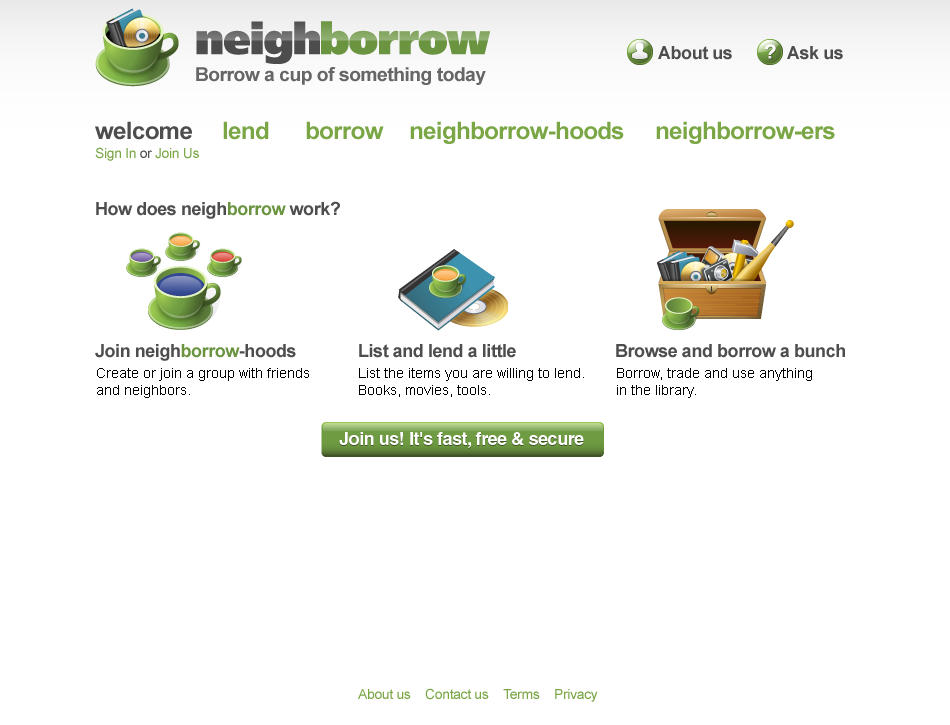 neighborrow
Borrow a cup of something today
About us
? Ask us
welcome lend borrow neighborrow-hoods neighborrow-ers
Sign In or Join Us
How does neighborrow work?
Join neighborrow-hoods
Create or join a group with friends
and neighbors.
List and lend a little
List the items you are willing to lend.
Books, movies, tools.
Browse and borrow a bunch
Borrow, trade and use anything
in the library.
Join us! It's fast, free & secure
About us Contact us Terms Privacy